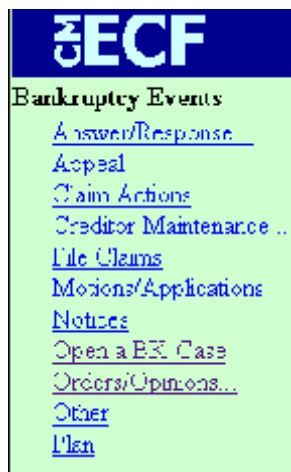 CM ECF
Bankruptcy Events
Answer/Response...
Appeal
Claim Actions
Creditor Maintenance ...
File Claims
Motions/Applications
Notices
Open a BK Case
Orders/Opinions...
Other
Plan